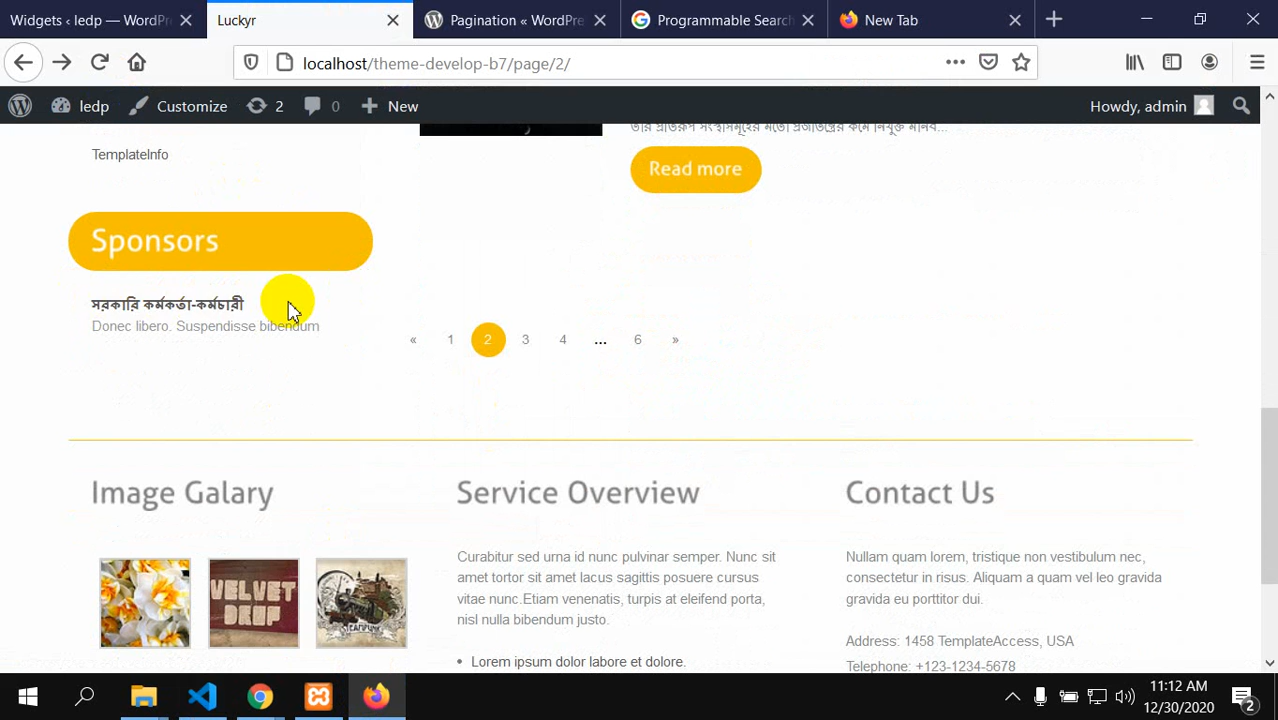 Widgets ‹ ledp — WordPre
Luckyr
Pagination « WordPre
Programmable Search
New Tab
localhost/theme-develop-b7/page/2/
ledp
Customize
2
0
New
Howdy, admin
TemplateInfo
Read more
Sponsors
সরকারি কর্মকর্তা-কর্মচারী
Donec libero. Suspendisse bibendum
« 1 2 3 4 ... 6 »
Image Galary
Service Overview
Contact Us
VELVET
DROP
STEAMPUNK
Curabitur sed urna id nunc pulvinar semper. Nunc sit
amet tortor sit amet lacus sagittis posuere cursus
vitae nunc.Etiam venenatis, turpis at eleifend porta,
nisl nulla bibendum justo.
• Lorem ipsum dolor labore et dolore.
Nullam quam lorem, tristique non vestibulum nec,
consectetur in risus. Aliquam a quam vel leo gravida
gravida eu porttitor dui.
Address: 1458 TemplateAccess, USA
Telephone: +123-1234-5678
11:12 AM
12/30/2020
2